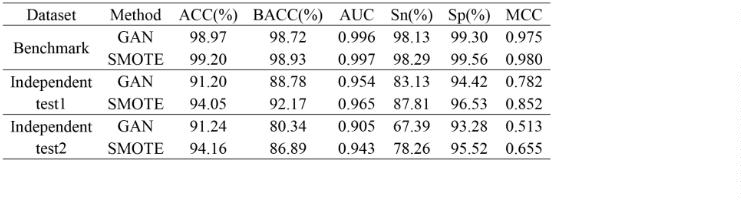 Dataset Method ACC(%) BACC(%) AUC Sn(%) Sp(%) MCC
Benchmark GAN 98.97 98.72 0.996 98.13 99.30 0.975
SMOTE 99.20 98.93 0.997 98.29 99.56 0.980
Independent GAN 91.20 88.78 0.954 83.13 94.42 0.782
test1 SMOTE 94.05 92.17 0.965 87.81 96.53 0.852
Independent GAN 91.24 80.34 0.905 67.39 93.28 0.513
test2 SMOTE 94.16 86.89 0.943 78.26 95.52 0.655